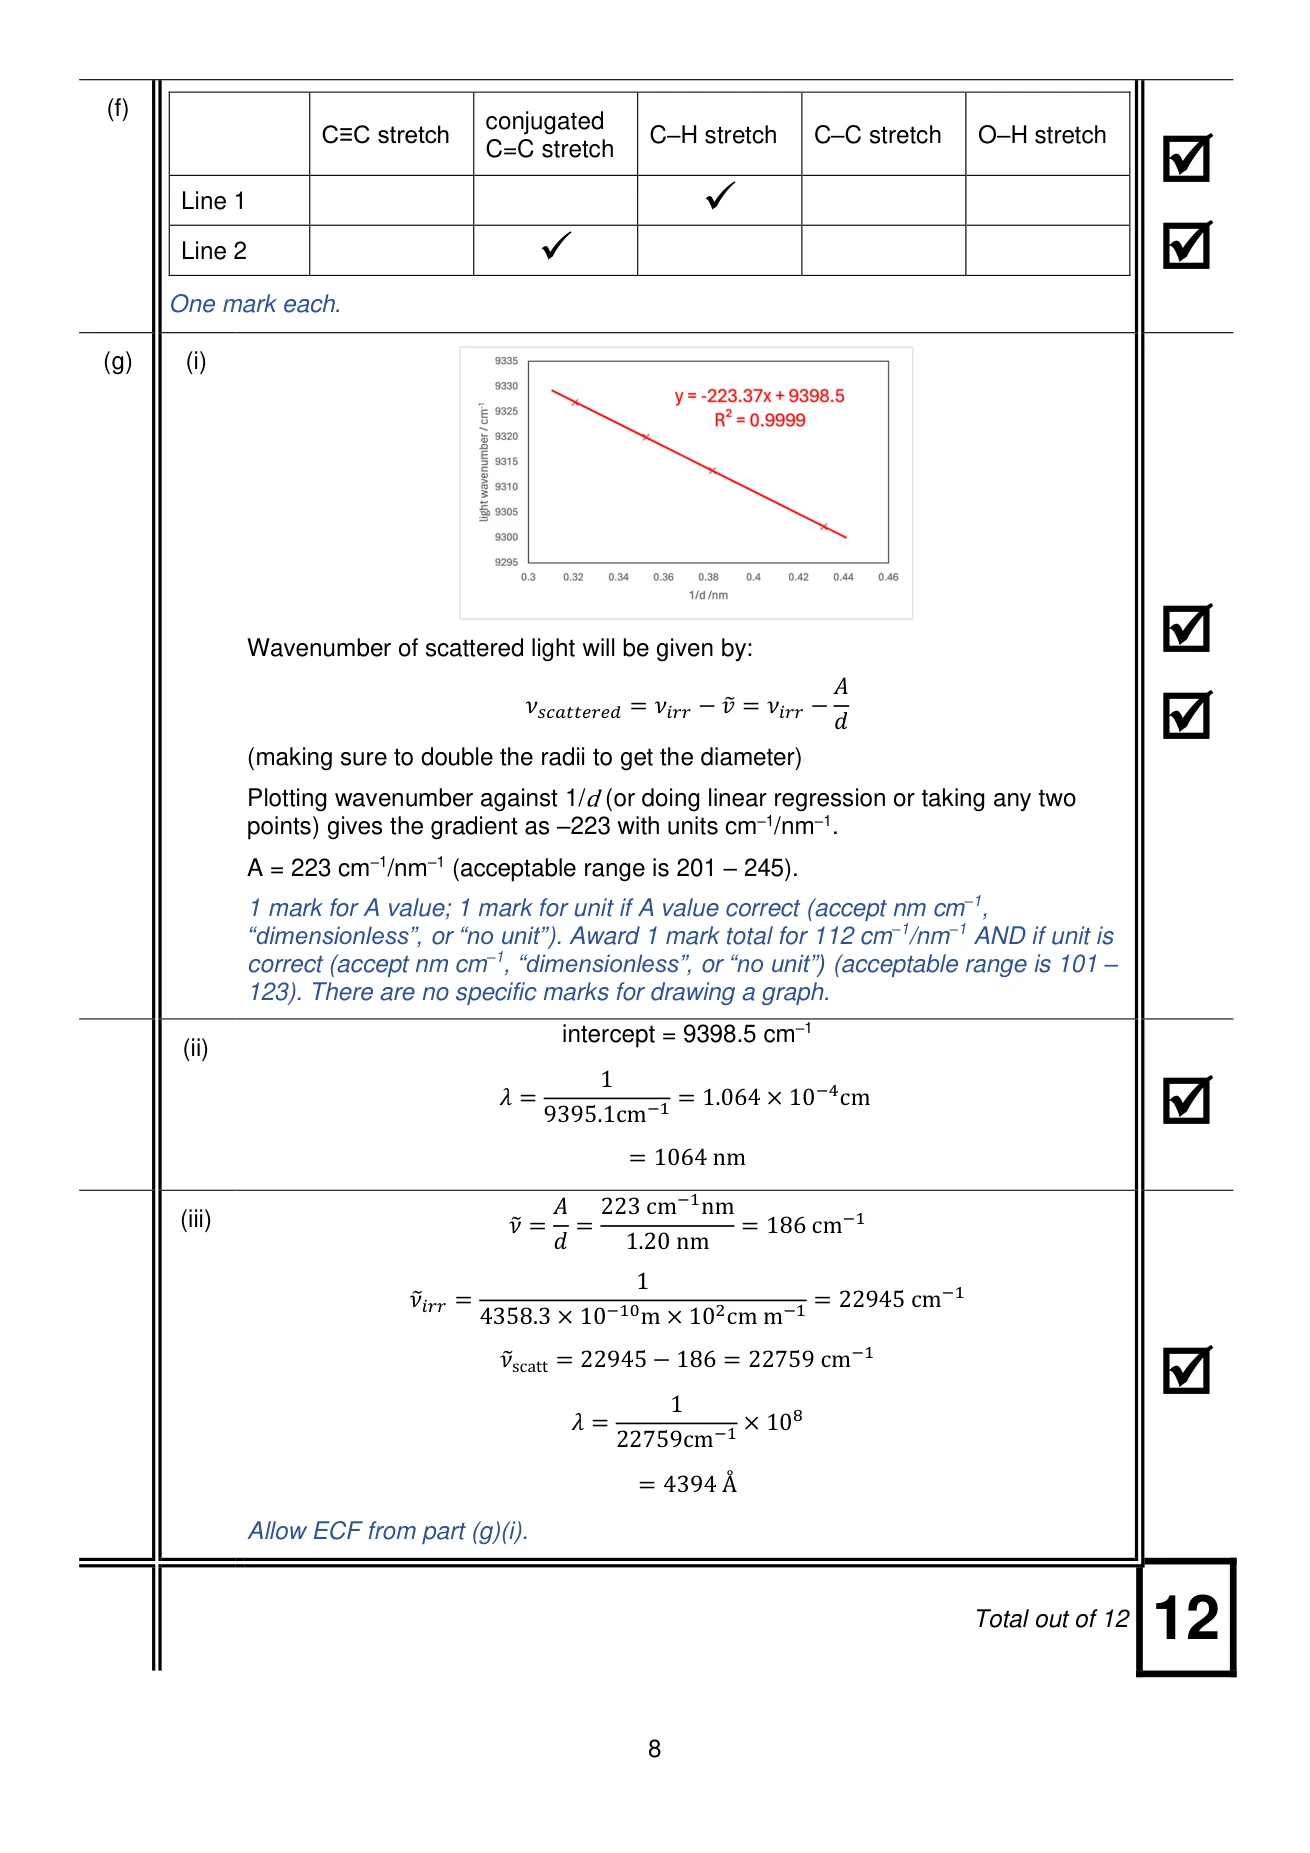 (f)
C≡C stretch
conjugated
C=C stretch
C–H stretch
C–C stretch
O–H stretch
Line 1 ✓
Line 2 ✓
One mark each.
(g) (i)
9335
9330
9325
9320
9315
9310
9305
9300
9295
light wavenumber / cm⁻¹
y = -223.37x + 9398.5
R² = 0.9999
0.3 0.32 0.34 0.36 0.38 0.4 0.42 0.44 0.46
1/d /nm
Wavenumber of scattered light will be given by:
𝜈scattered = 𝜈irr − ṽ = 𝜈irr − A/d
(making sure to double the radii to get the diameter)
Plotting wavenumber against 1/d (or doing linear regression or taking any two
points) gives the gradient as –223 with units cm⁻¹/nm⁻¹.
A = 223 cm⁻¹/nm⁻¹ (acceptable range is 201 – 245).
1 mark for A value; 1 mark for unit if A value correct (accept nm cm⁻¹,
“dimensionless”, or “no unit”). Award 1 mark total for 112 cm⁻¹/nm⁻¹ AND if unit is
correct (accept nm cm⁻¹, “dimensionless”, or “no unit”) (acceptable range is 101 –
123). There are no specific marks for drawing a graph.
(ii)
intercept = 9398.5 cm⁻¹
λ = 1/9395.1cm⁻¹ = 1.064 × 10⁻⁴cm
= 1064 nm
(iii)
ṽ = A/d = 223 cm⁻¹nm/1.20 nm = 186 cm⁻¹
ṽirr = 1/4358.3 × 10⁻¹⁰m × 10²cm m⁻¹ = 22945 cm⁻¹
ṽscatt = 22945 − 186 = 22759 cm⁻¹
λ = 1/22759cm⁻¹ × 10⁸
= 4394 Å
Allow ECF from part (g)(i).
Total out of 12
12
8